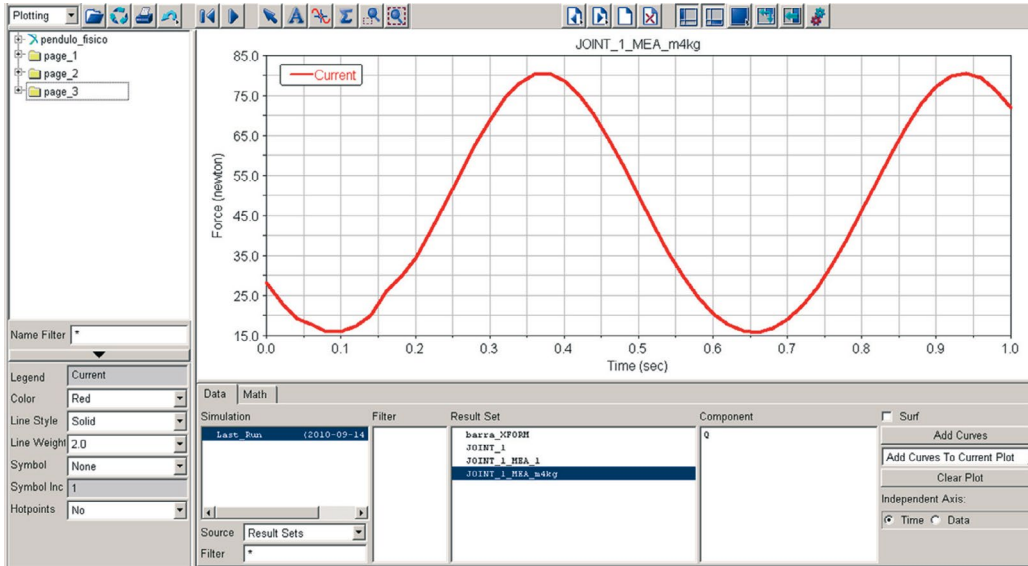 Plotting
pendulo_fisico
page_1
page_2
page_3
Name Filter *
Legend Current
Color Red
Line Style Solid
Line Weight 2.0
Symbol None
Symbol Inc 1
Hotpoints No
JOINT_1_MEA_m4kg
Current
Force (newton)
85.0
75.0
65.0
55.0
45.0
35.0
25.0
15.0
0.0 0.1 0.2 0.3 0.4 0.5 0.6 0.7 0.8 0.9 1.0
Time (sec)
Data Math
Simulation
Last_Run (2010-09-14
Source Result Sets
Filter *
Filter
Result Set
barra_XFORM
JOINT_1
JOINT_1_MEA_1
JOINT_1_MEA_m4kg
Component
Q
Surf
Add Curves
Add Curves To Current Plot
Clear Plot
Independent Axis:
Time Data